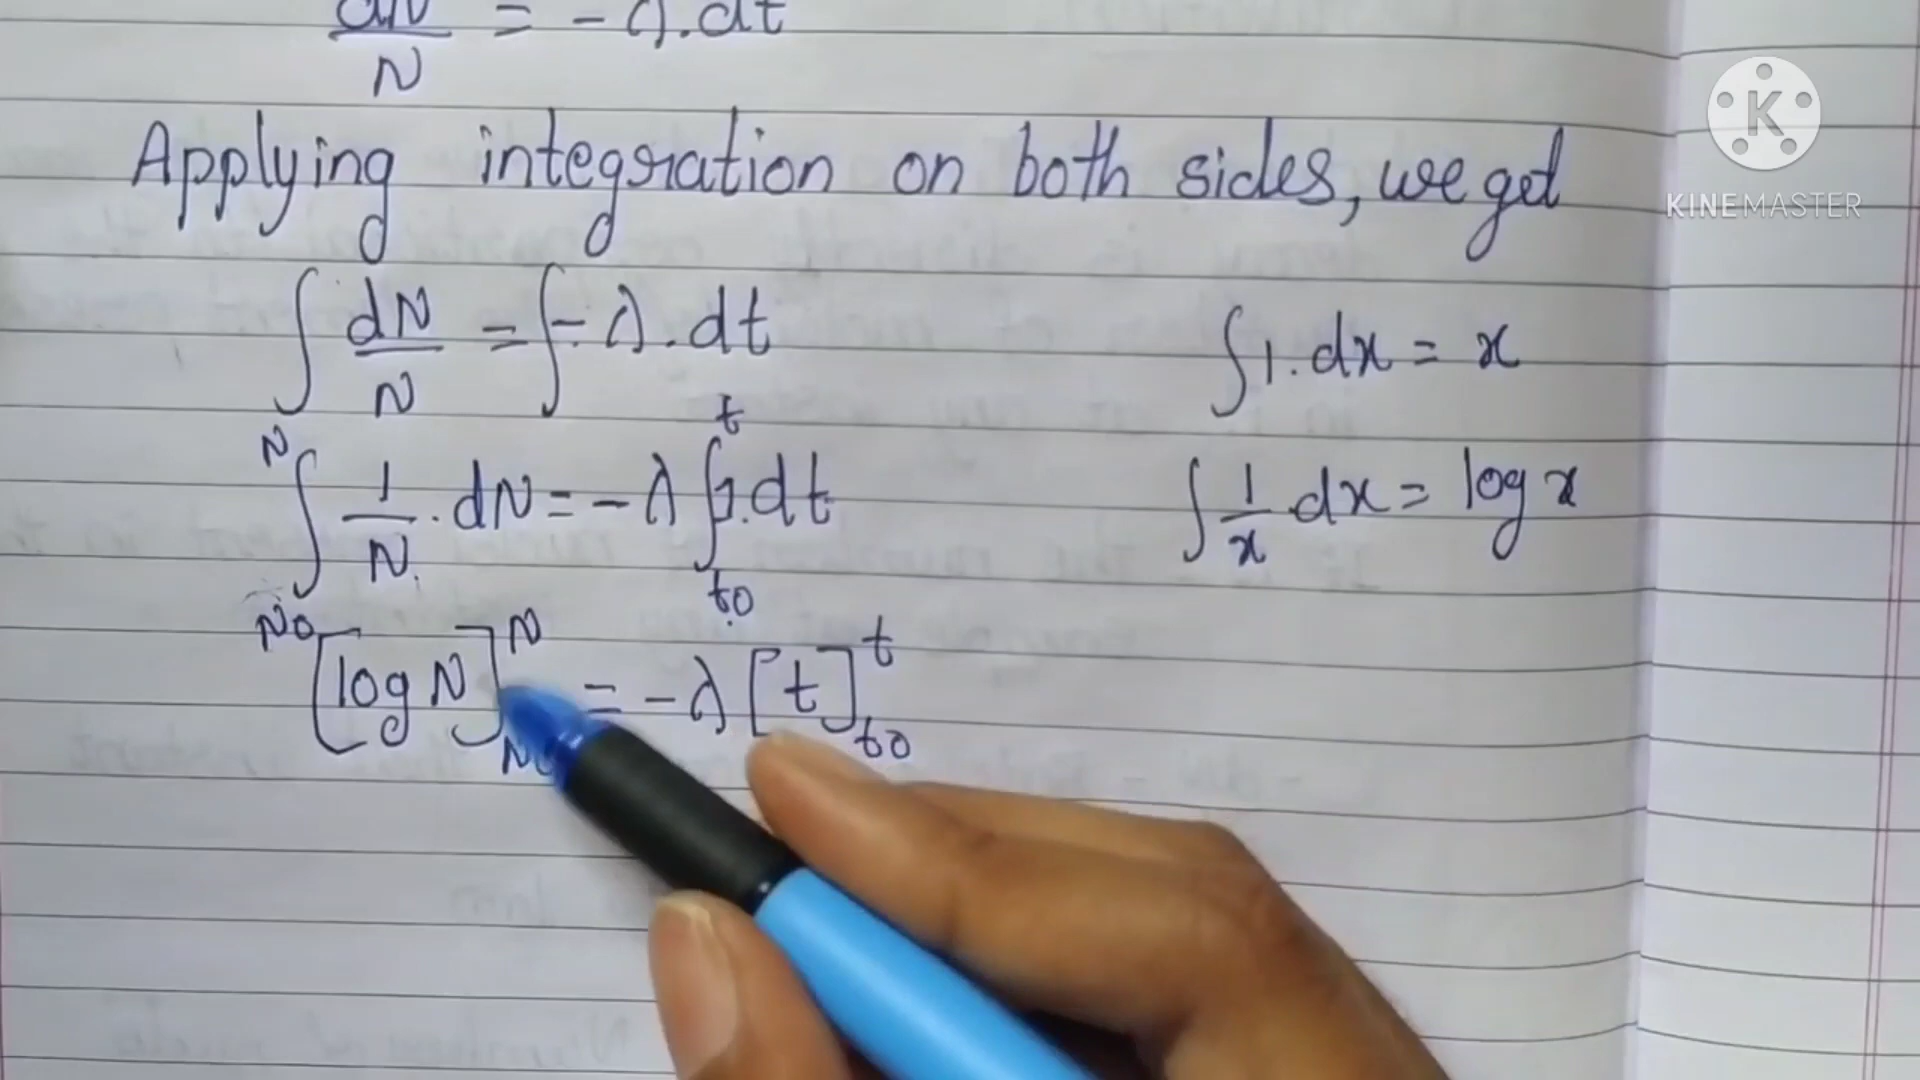 dN/N = -λ.dt
Applying integration on both sides, we get
∫ dN/N = ∫-λ.dt
∫1.dx = x
N∫N₀ 1/N . dN = -λ ∫t₀^t 1.dt
∫ 1/x dx = log x
[log N]N N₀ = -λ [t]t t₀
K
KINEMASTER